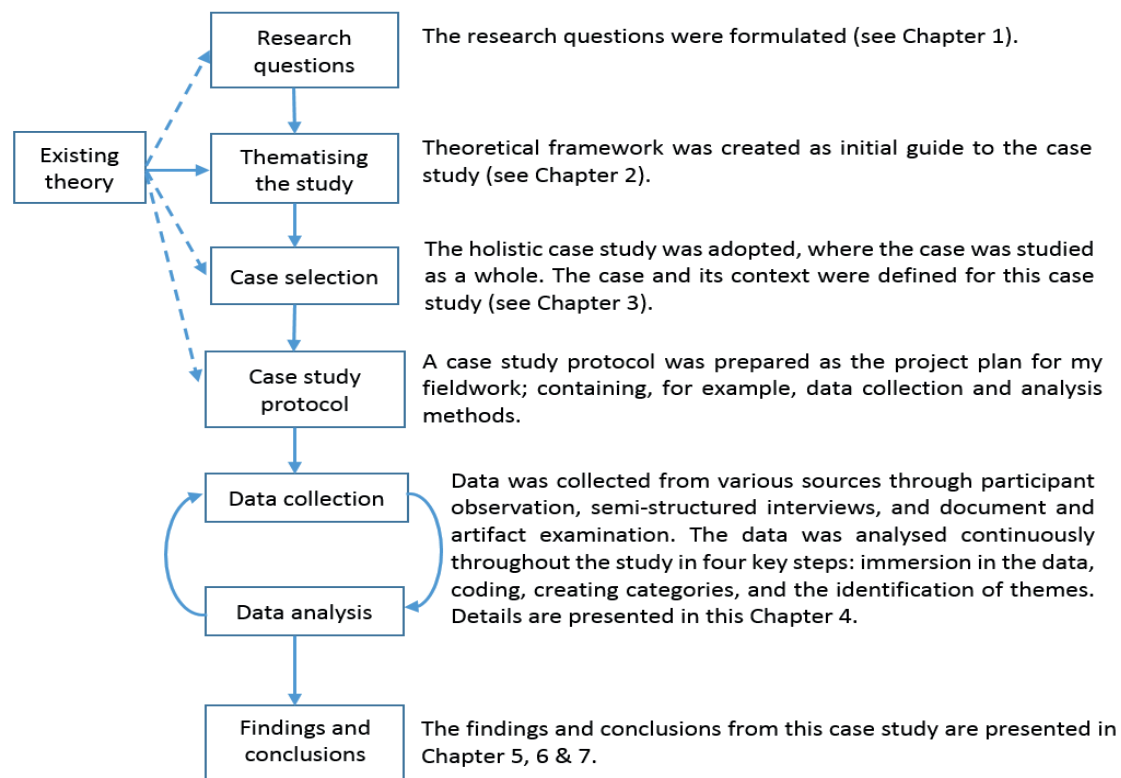 Research
questions
The research questions were formulated (see Chapter 1).
Existing
theory
Thematising
the study
Theoretical framework was created as initial guide to the case
study (see Chapter 2).
Case selection
The holistic case study was adopted, where the case was studied
as a whole. The case and its context were defined for this case
study (see Chapter 3).
Case study
protocol
A case study protocol was prepared as the project plan for my
fieldwork; containing, for example, data collection and analysis
methods.
Data collection
Data was collected from various sources through participant
observation, semi-structured interviews, and document and
artifact examination. The data was analysed continuously
throughout the study in four key steps: immersion in the data,
coding, creating categories, and the identification of themes.
Details are presented in this Chapter 4.
Data analysis
Findings and
conclusions
The findings and conclusions from this case study are presented in
Chapter 5, 6 & 7.